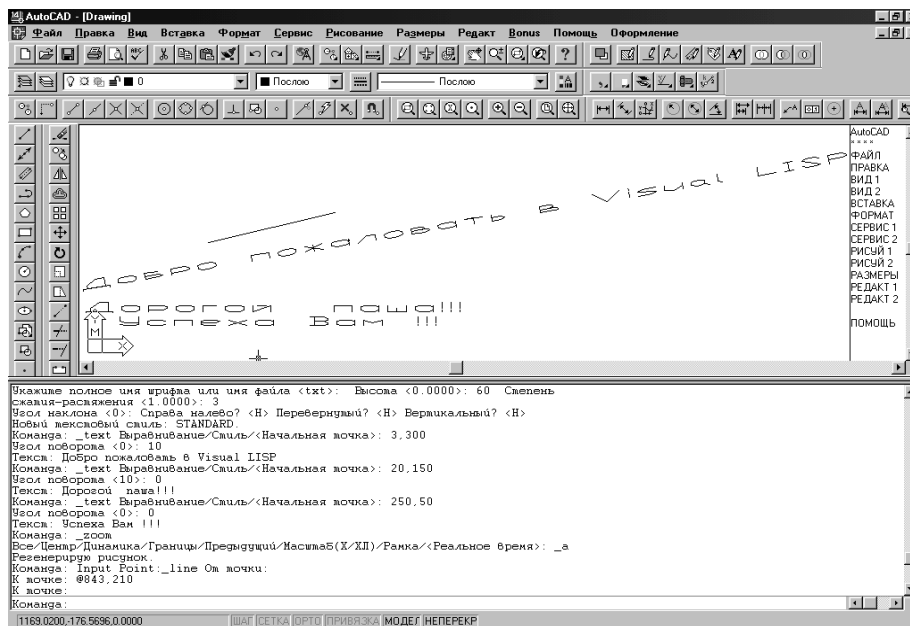 AutoCAD - [Drawing]
Файл Правка Вид Вставка Формат Сервис Рисование Размеры Редакт Bonus Помощь Оформление
0 Послою Послою
AutoCAD
* * * *
ФАЙЛ
ПРАВКА
ВИД 1
ВИД 2
ВСТАВКА
ФОРМАТ
СЕРВИС 1
СЕРВИС 2
РИСУЙ 1
РИСУЙ 2
РАЗМЕРЫ
РЕДАКТ 1
РЕДАКТ 2
ПОМОЩЬ
Добро пожаловать в Visual LISP
Дорогой паша!!!
Успеха Вам !!!
М
X
Укажите полное имя шрифта или имя файла <txt>: Высота <0.0000>: 60 Степень
сжатия-растяжения <1.0000>: 3
Угол наклона <0>: Справа налево? <Н> Перевернутый? <Н> Вертикальный? <Н>
Новый текстовый стиль: STANDARD.
Команда: _text Выравнивание/Стиль/<Начальная точка>: 3,300
Угол поворота <0>: 10
Текст: Добро пожаловать в Visual LISP
Команда: _text Выравнивание/Стиль/<Начальная точка>: 20,150
Угол поворота <10>: 0
Текст: Дорогой паша!!!
Команда: _text Выравнивание/Стиль/<Начальная точка>: 250,50
Угол поворота <0>: 0
Текст: Успеха Вам !!!
Команда: _zoom
Все/Центр/Динамика/Границы/Предыдущий/Масштаб(Х/ХЛ)/Рамка/<Реальное время>: _a
Регенерирую рисунок.
Команда: Input Point:_line От точки:
К точке: @843,210
К точке:
Команда:
1169.0200,-176.5696,0.0000 ШАГ СЕТКА ОРТО ПРИВЯЗКА МОДЕЛ НЕПЕРЕКР